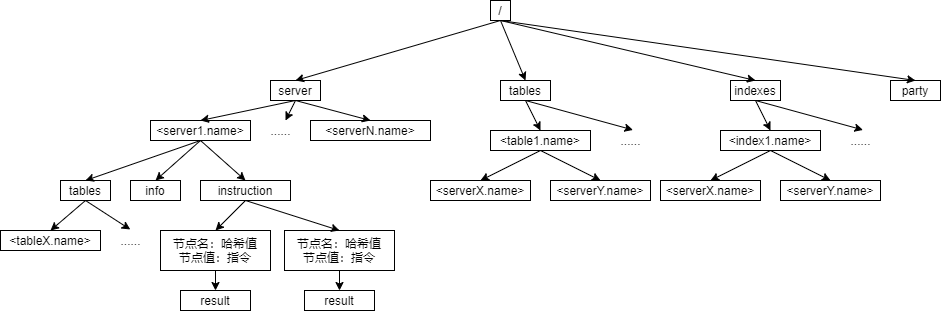 /
server
tables
indexes
party
<server1.name>
......
<serverN.name>
<table1.name>
......
<index1.name>
......
tables
info
instruction
<serverX.name>
<serverY.name>
<serverX.name>
<serverY.name>
<tableX.name>
......
节点名：哈希值
节点值：指令
节点名：哈希值
节点值：指令
result
result